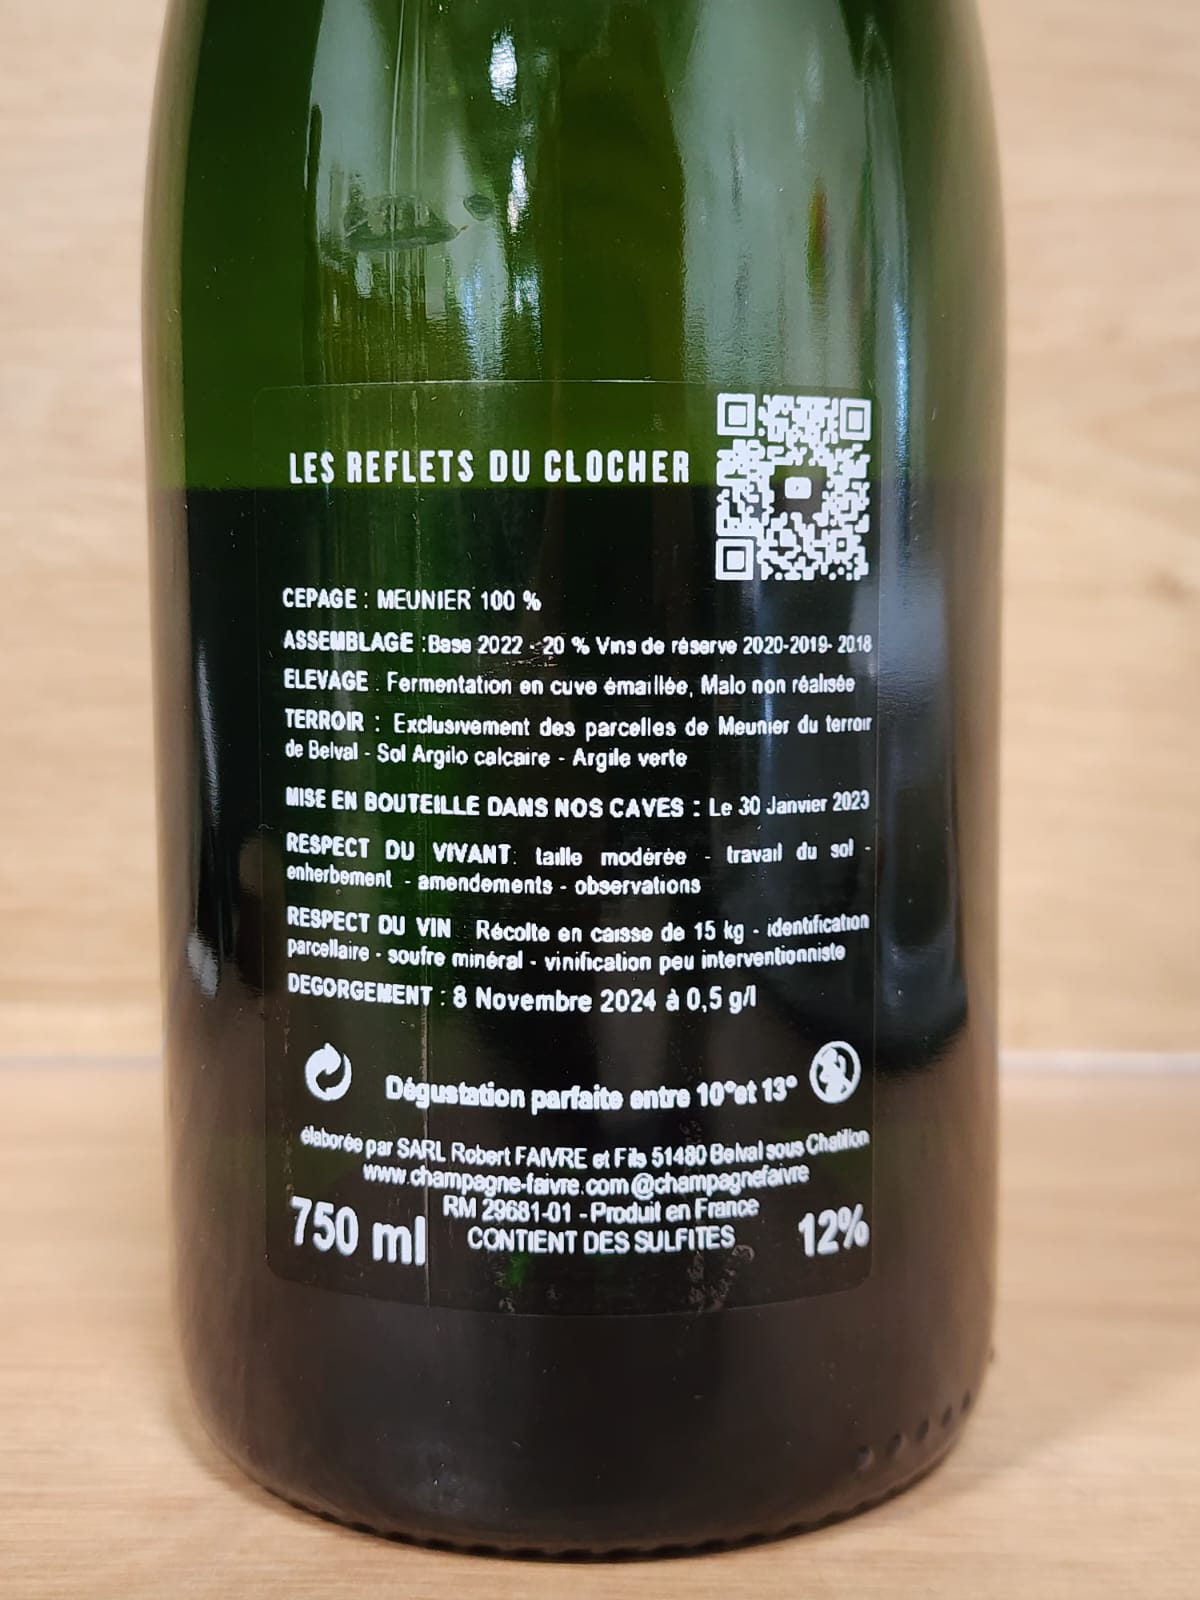 LES REFLETS DU CLOCHER
CEPAGE : MEUNIER 100 %
ASSEMBLAGE :Base 2022 - 20 % Vins de réserve 2020-2019- 2018
ELEVAGE : Fermentation en cuve émaillée, Malo non réalisée
TERROIR : Exclusivement des parcelles de Meunier du terroir
de Belval - Sol Argilo calcaire - Argile verte
MISE EN BOUTEILLE DANS NOS CAVES : Le 30 Janvier 2023
RESPECT DU VIVANT: taille modérée - travail du sol -
enherbement - amendements - observations
RESPECT DU VIN Récolte en caisse de 15 kg - identification
parcellaire - soufre minéral - vinification peu interventionniste
DEGORGEMENT : 8 Novembre 2024 à 0,5 g/l
Dégustation parfaite entre 10°et 13°
élaborée par SARL Robert FAIVRE et Fils 51480 Belval sous Chatillon
www.champagne-faivre.com @champagnefaivre
RM 29681-01 - Produit en France
750 ml CONTIENT DES SULFITES 12%